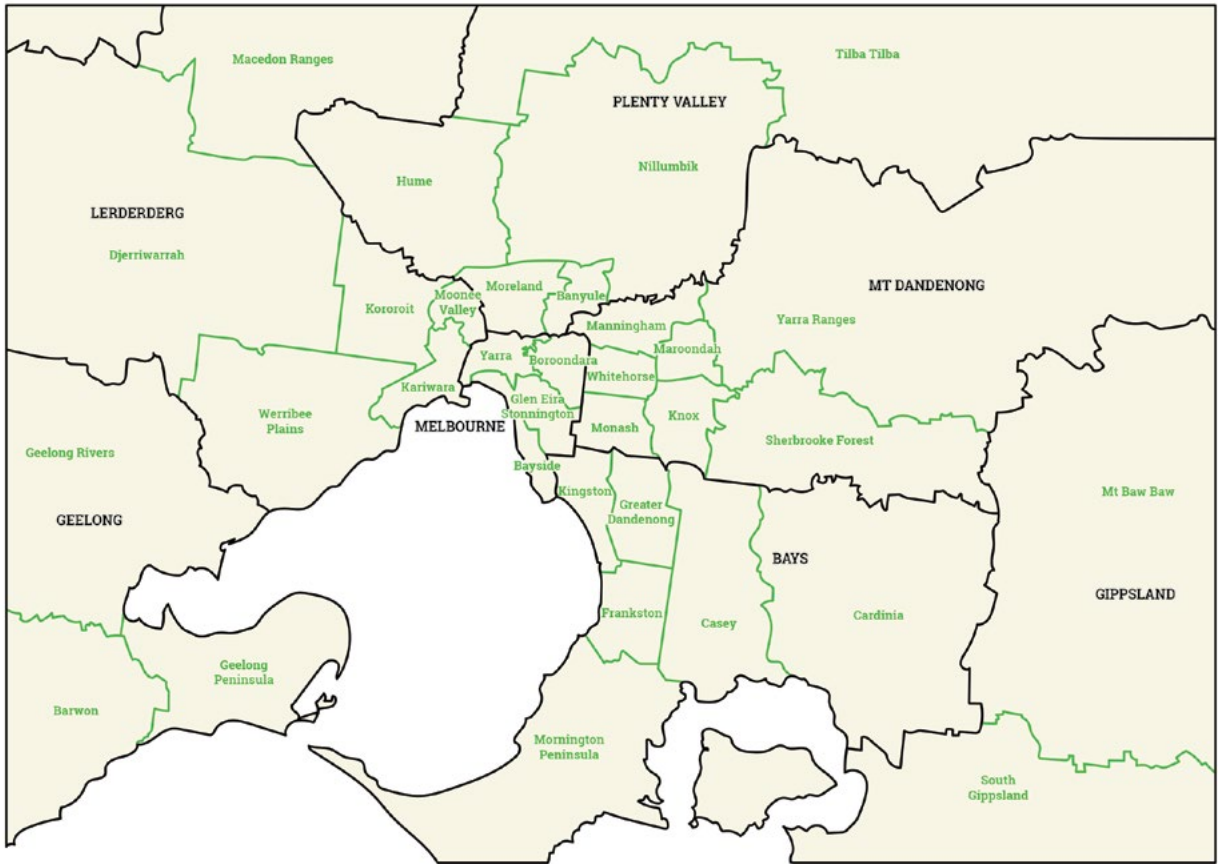 Macedon Ranges
Tilba Tilba
PLENTY VALLEY
Nillumbik
Hume
LERDERDERG
Djerriwarrah
MT DANDENONG
Moreland
Banyule
Moonee
Valley
Kororoit
Yarra Ranges
Manningham
Maroondah
Yarra
Boroondara
Whitehorse
Kariwara
Glen Eira
Stonnington
Werribee
Plains
MELBOURNE
Monash
Knox
Sherbrooke Forest
Geelong Rivers
Bayside
Kingston
Greater
Dandenong
Mt Baw Baw
GEELONG
BAYS
GIPPSLAND
Frankston
Casey
Cardinia
Geelong
Peninsula
Barwon
Mornington
Peninsula
South
Gippsland